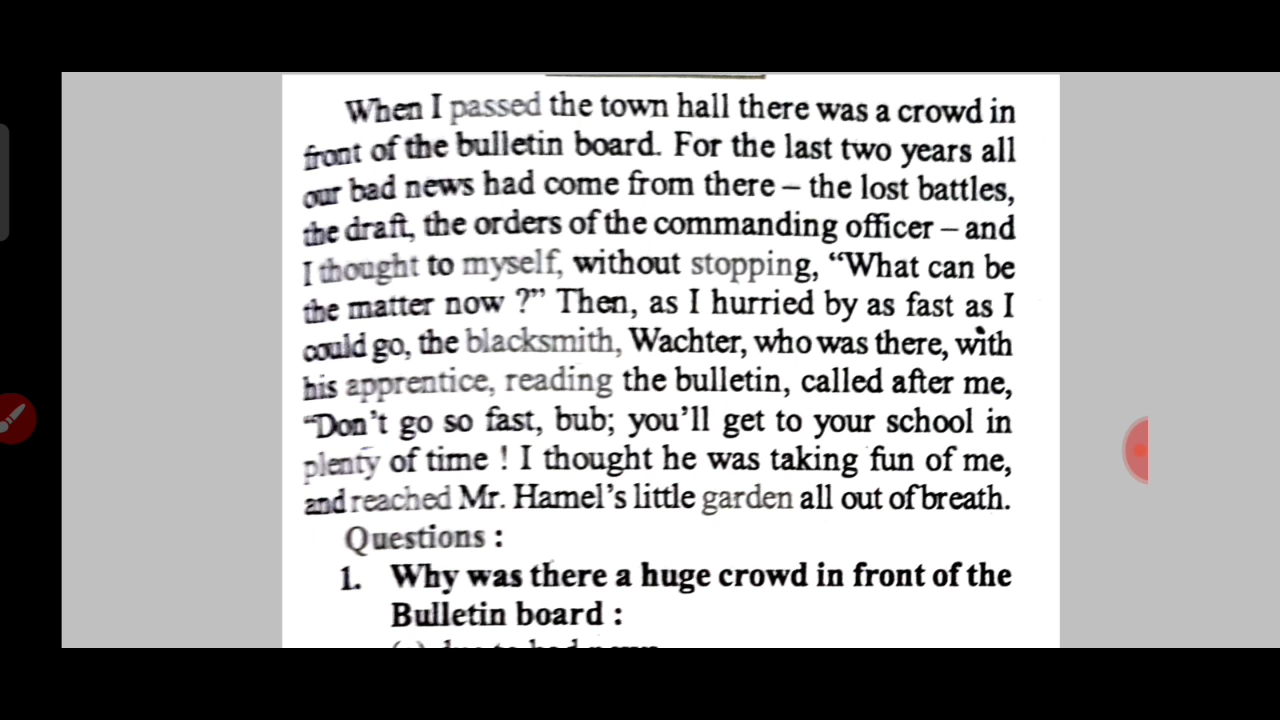 When I passed the town hall there was a crowd in
front of the bulletin board. For the last two years all
our bad news had come from there – the lost battles,
the draft, the orders of the commanding officer – and
I thought to myself, without stopping, “What can be
the matter now ?” Then, as I hurried by as fast as I
could go, the blacksmith, Wachter, who was there, with
his apprentice, reading the bulletin, called after me,
“Don’t go so fast, bub; you’ll get to your school in
plenty of time ! I thought he was taking fun of me,
and reached Mr. Hamel’s little garden all out of breath.
Questions :
1. Why was there a huge crowd in front of the
Bulletin board :